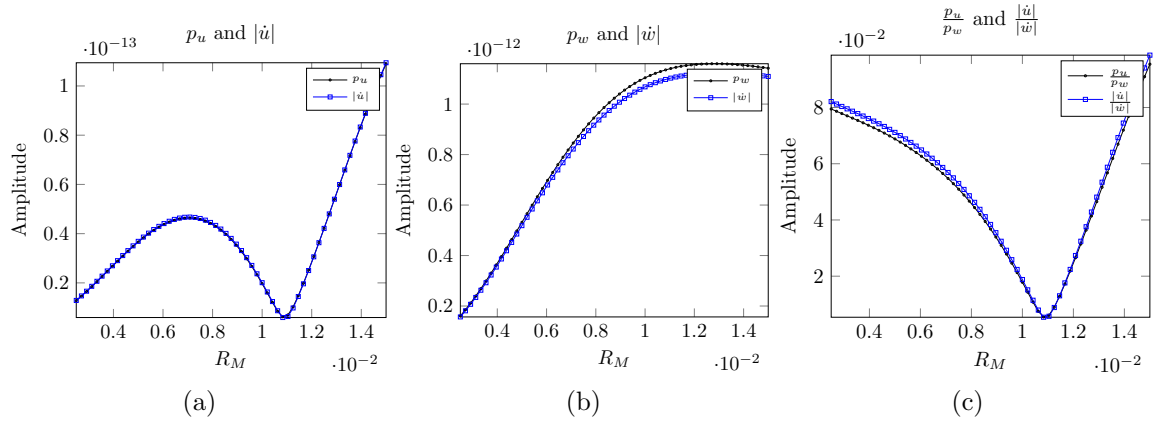 p_u and |u̇|
·10^{-13}
1
0.8
0.6
0.4
0.2
Amplitude
p_u
|u̇|
0.4 0.6 0.8 1 1.2 1.4
R_M
·10^{-2}
(a)
p_w and |ẇ|
·10^{-12}
1
0.8
0.6
0.4
0.2
Amplitude
p_w
|ẇ|
0.4 0.6 0.8 1 1.2 1.4
R_M
·10^{-2}
(b)
\frac{p_u}{p_w} and \frac{|u̇|}{|ẇ|}
·10^{-2}
8
6
4
2
Amplitude
\frac{p_u}{p_w}
\frac{|u̇|}{|ẇ|}
0.4 0.6 0.8 1 1.2 1.4
R_M
·10^{-2}
(c)